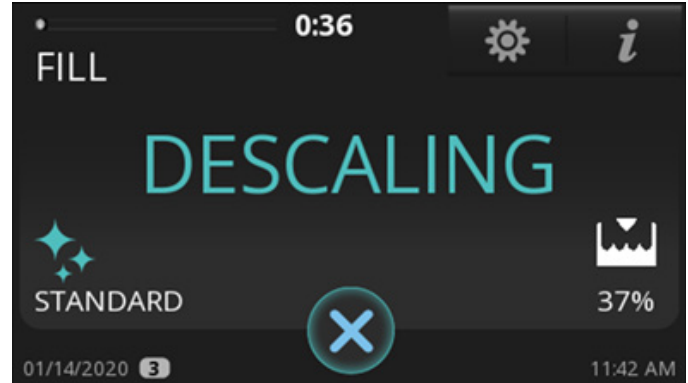 0:36
i
FILL
DESCALING
STANDARD
37%
01/14/2020 3
11:42 AM